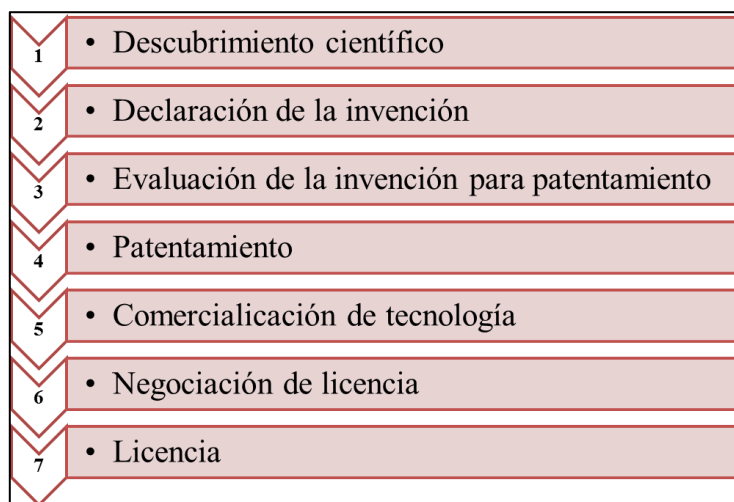 1
• Descubrimiento científico
2
• Declaración de la invención
3
• Evaluación de la invención para patentamiento
4
• Patentamiento
5
• Comercialicación de tecnología
6
• Negociación de licencia
7
• Licencia